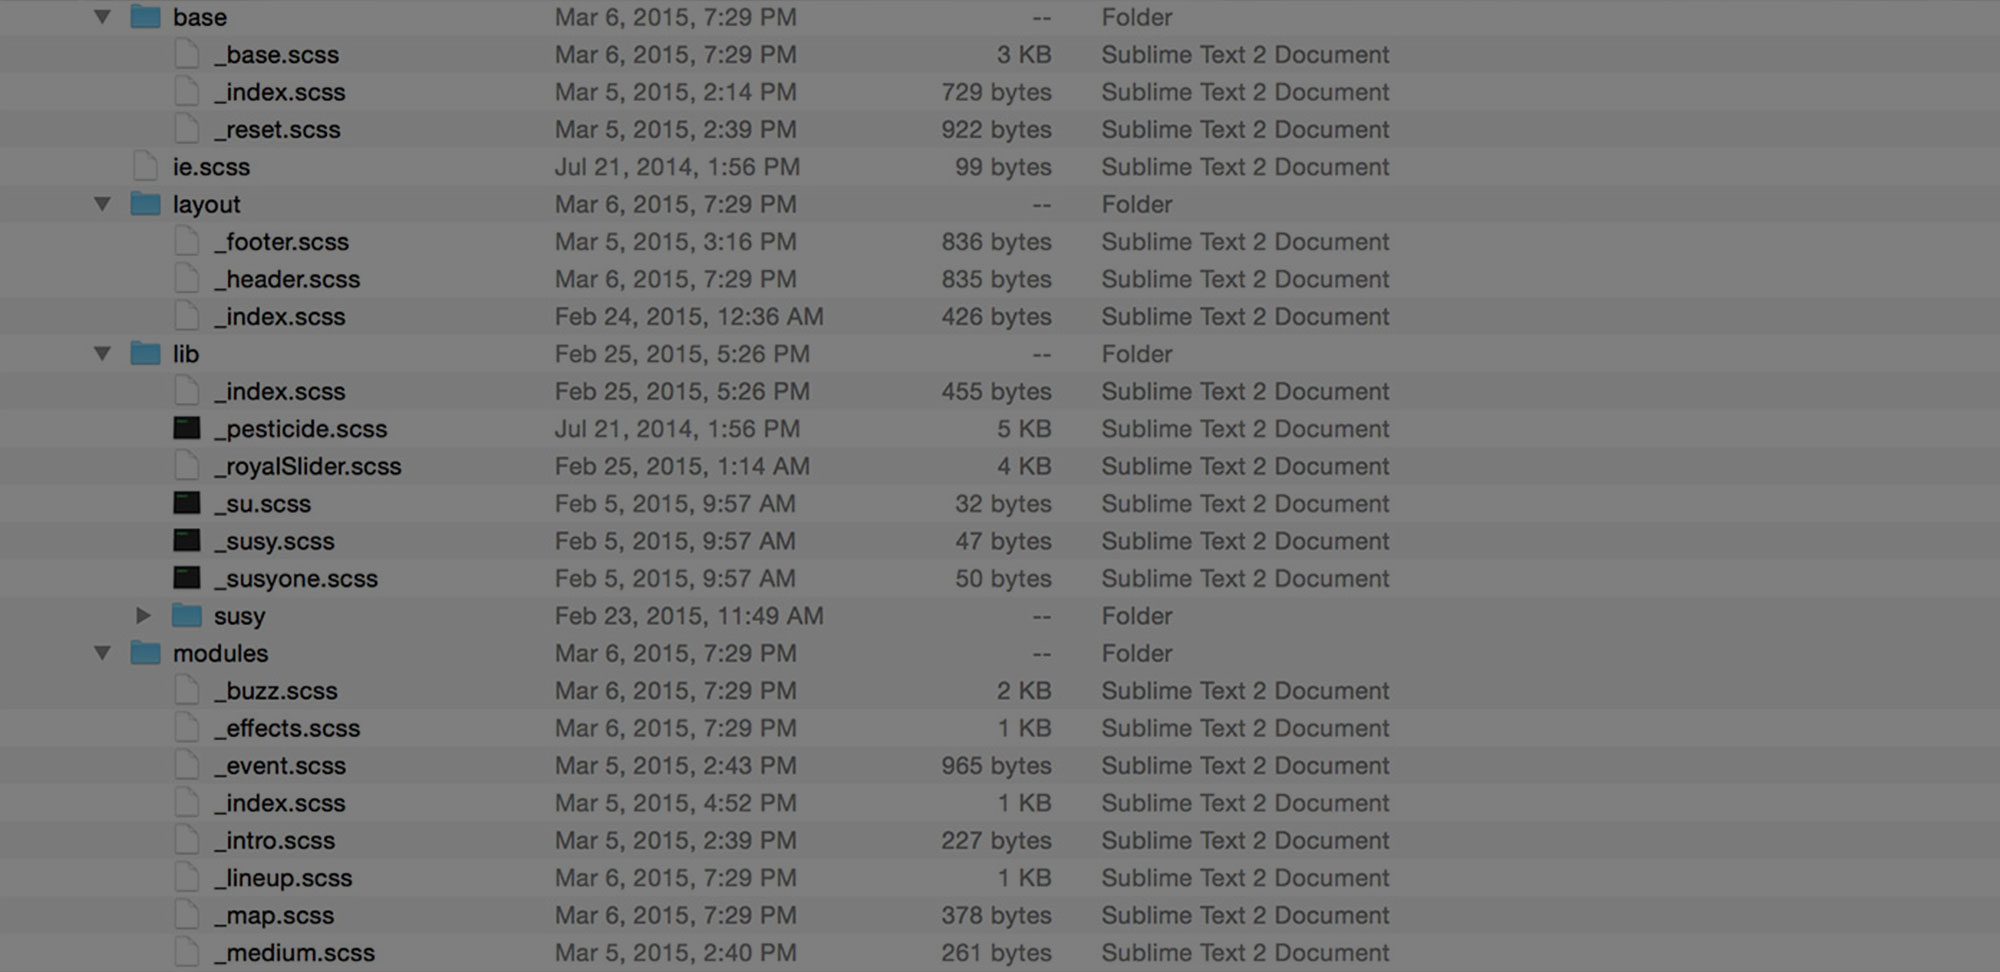 base Mar 6, 2015, 7:29 PM -- Folder
_base.scss Mar 6, 2015, 7:29 PM 3 KB Sublime Text 2 Document
_index.scss Mar 5, 2015, 2:14 PM 729 bytes Sublime Text 2 Document
_reset.scss Mar 5, 2015, 2:39 PM 922 bytes Sublime Text 2 Document
ie.scss Jul 21, 2014, 1:56 PM 99 bytes Sublime Text 2 Document
layout Mar 6, 2015, 7:29 PM -- Folder
_footer.scss Mar 5, 2015, 3:16 PM 836 bytes Sublime Text 2 Document
_header.scss Mar 6, 2015, 7:29 PM 835 bytes Sublime Text 2 Document
_index.scss Feb 24, 2015, 12:36 AM 426 bytes Sublime Text 2 Document
lib Feb 25, 2015, 5:26 PM -- Folder
_index.scss Feb 25, 2015, 5:26 PM 455 bytes Sublime Text 2 Document
_pesticide.scss Jul 21, 2014, 1:56 PM 5 KB Sublime Text 2 Document
_royalSlider.scss Feb 25, 2015, 1:14 AM 4 KB Sublime Text 2 Document
_su.scss Feb 5, 2015, 9:57 AM 32 bytes Sublime Text 2 Document
_susy.scss Feb 5, 2015, 9:57 AM 47 bytes Sublime Text 2 Document
_susyone.scss Feb 5, 2015, 9:57 AM 50 bytes Sublime Text 2 Document
susy Feb 23, 2015, 11:49 AM -- Folder
modules Mar 6, 2015, 7:29 PM -- Folder
_buzz.scss Mar 6, 2015, 7:29 PM 2 KB Sublime Text 2 Document
_effects.scss Mar 6, 2015, 7:29 PM 1 KB Sublime Text 2 Document
_event.scss Mar 5, 2015, 2:43 PM 965 bytes Sublime Text 2 Document
_index.scss Mar 5, 2015, 4:52 PM 1 KB Sublime Text 2 Document
_intro.scss Mar 5, 2015, 2:39 PM 227 bytes Sublime Text 2 Document
_lineup.scss Mar 6, 2015, 7:29 PM 1 KB Sublime Text 2 Document
_map.scss Mar 6, 2015, 7:29 PM 378 bytes Sublime Text 2 Document
_medium.scss Mar 5, 2015, 2:40 PM 261 bytes Sublime Text 2 Document